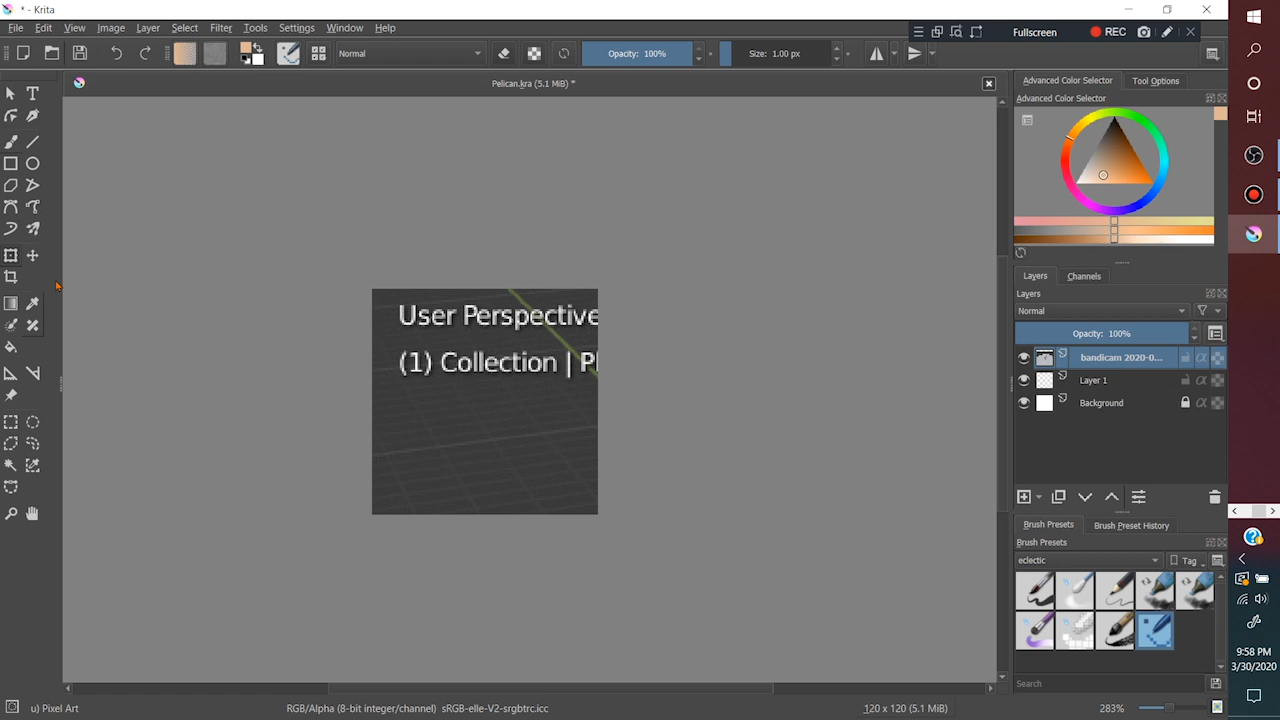 * - Krita
File Edit View Image Layer Select Filter Tools Settings Window Help
Fullscreen REC
Normal Opacity: 100% Size: 1.00 px
Pelican.kra (5.1 MiB) *
Advanced Color Selector Tool Options
Advanced Color Selector
User Perspective
(1) Collection | Pl
Layers Channels
Layers
Normal
Opacity: 100%
bandicam 2020-0...
Layer 1
Background
Brush Presets Brush Preset History
Brush Presets
eclectic Tag
Search
9:58 PM
3/30/2020
u) Pixel Art RGB/Alpha (8-bit integer/channel) sRGB-elle-V2-srgbtrc.icc 120 x 120 (5.1 MiB) 283%